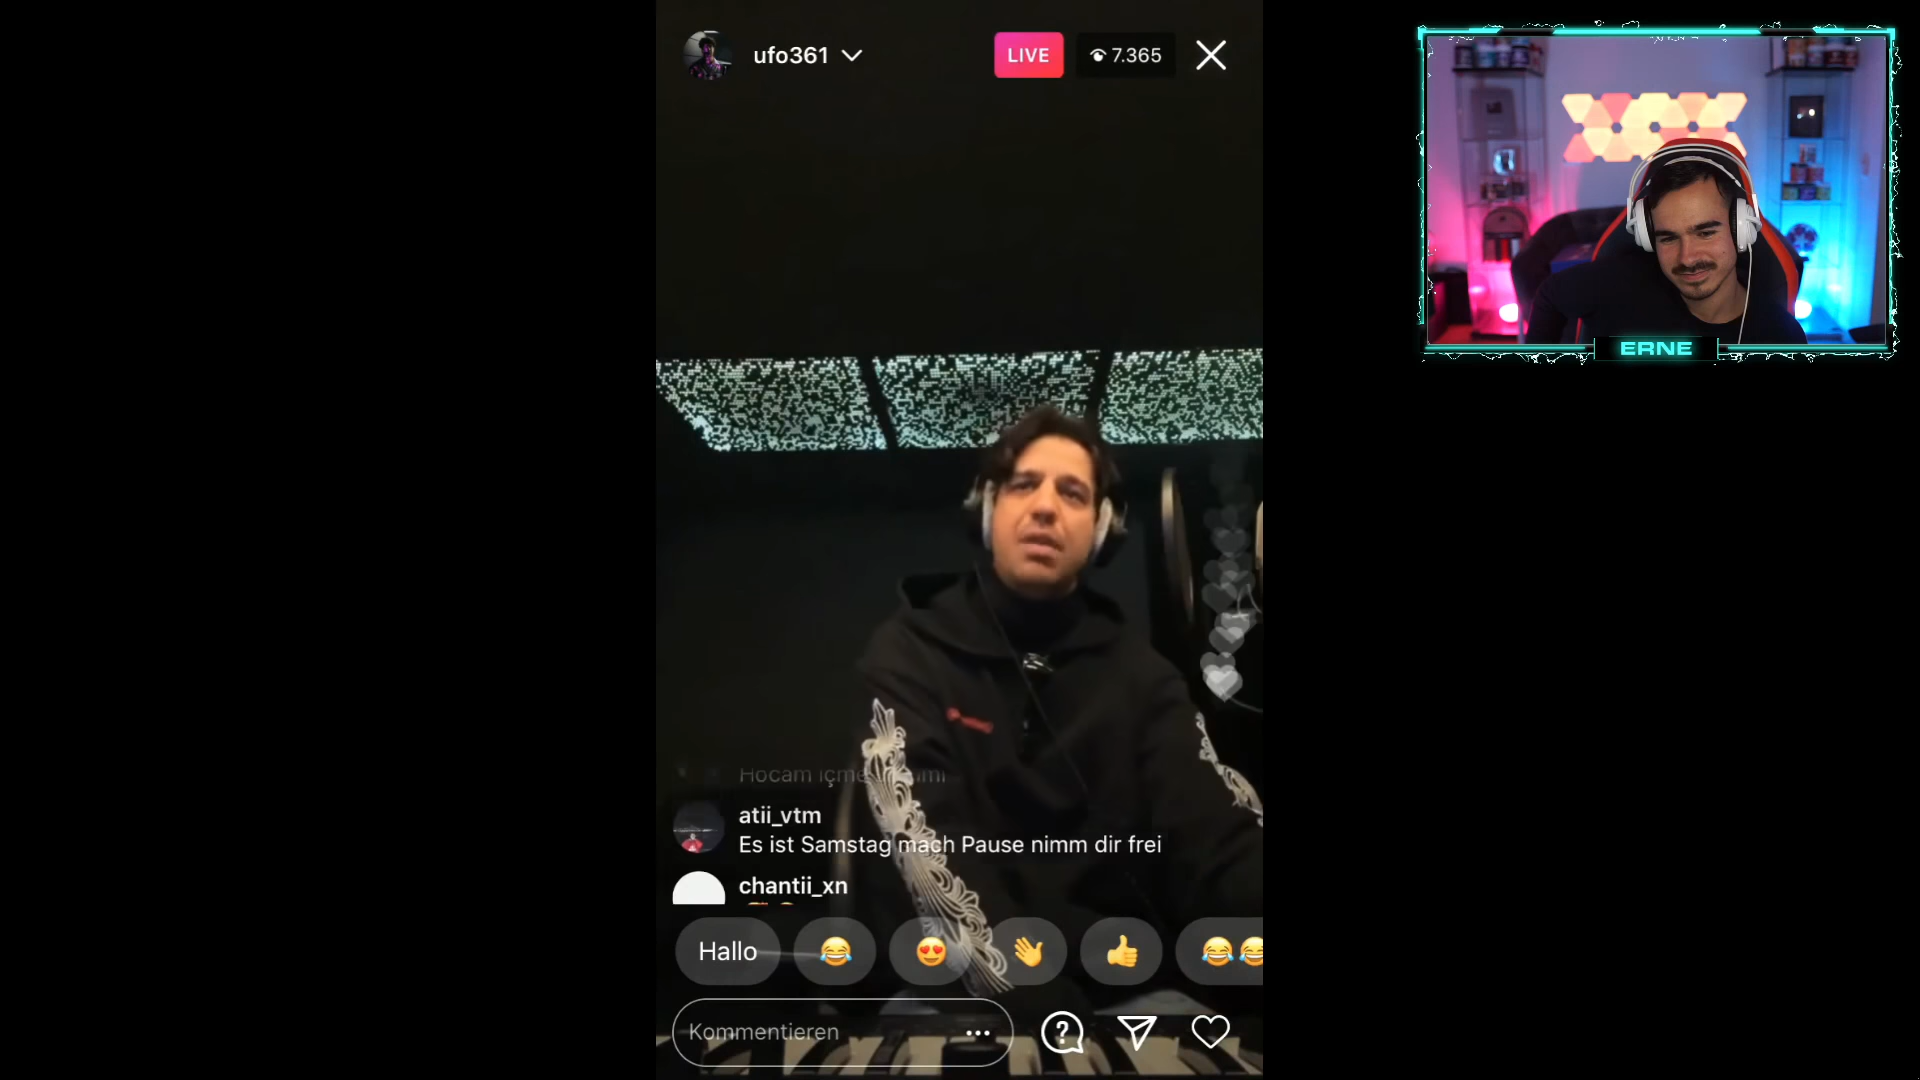 ufo361
LIVE
7.365
ERNE
Hocam
atii_vtm
Es ist Samstag mach Pause nimm dir frei
chantii_xn
Hallo
Kommentieren